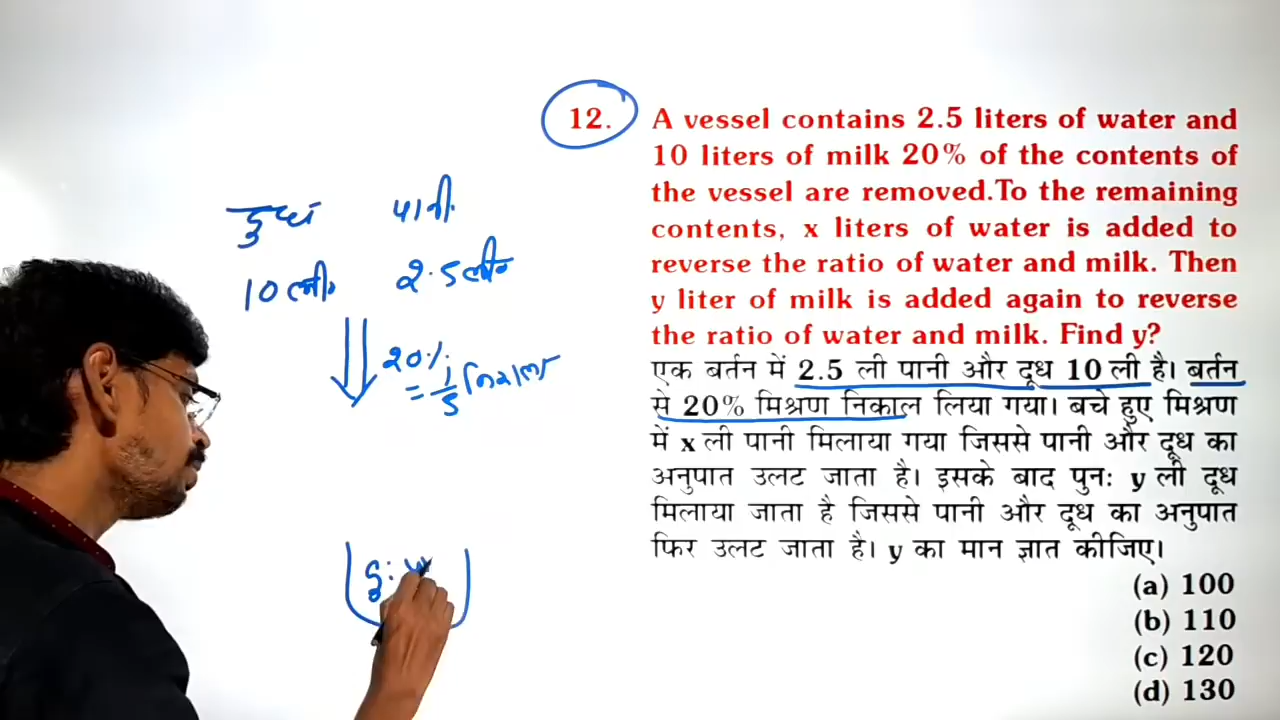 12. A vessel contains 2.5 liters of water and
10 liters of milk 20% of the contents of
the vessel are removed.To the remaining
contents, x liters of water is added to
reverse the ratio of water and milk. Then
y liter of milk is added again to reverse
the ratio of water and milk. Find y?
एक बर्तन में 2.5 ली पानी और दूध 10 ली है। बर्तन
से 20% मिश्रण निकाल लिया गया। बचे हुए मिश्रण
में x ली पानी मिलाया गया जिससे पानी और दूध का
अनुपात उलट जाता है। इसके बाद पुनः y ली दूध
मिलाया जाता है जिससे पानी और दूध का अनुपात
फिर उलट जाता है। y का मान ज्ञात कीजिए।
(a) 100
(b) 110
(c) 120
(d) 130
दूध पानी
10 ली. 2.5 ली
20%
= 1/5 निकाला
दू :